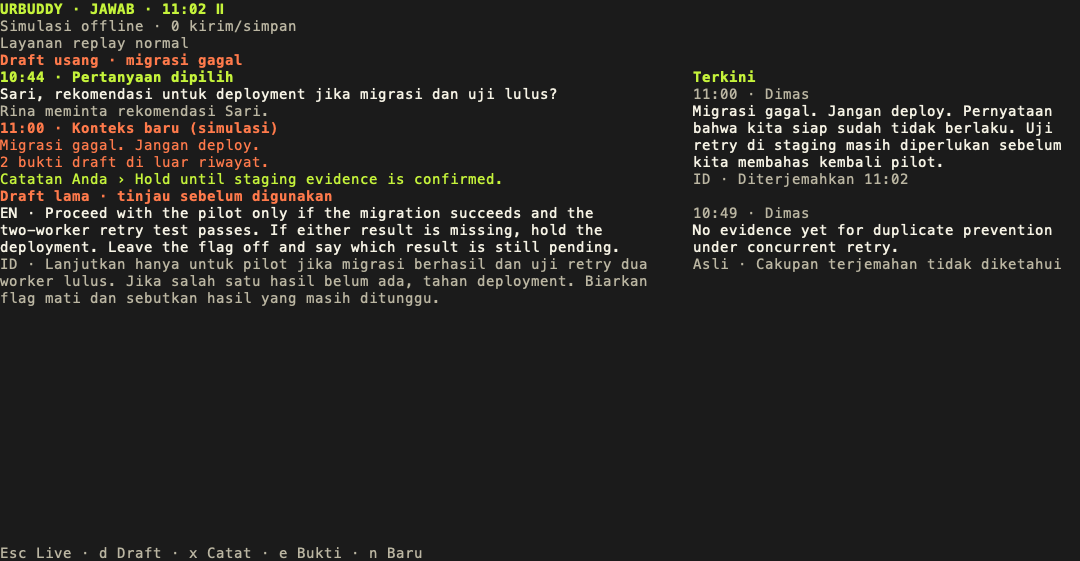 URBUDDY · JAWAB · 11:02 ⏸
Simulasi offline · 0 kirim/simpan
Layanan replay normal
Draft usang · migrasi gagal
10:44 · Pertanyaan dipilih
Sari, rekomendasi untuk deployment jika migrasi dan uji lulus?
Rina meminta rekomendasi Sari.
11:00 · Konteks baru (simulasi)
Migrasi gagal. Jangan deploy.
2 bukti draft di luar riwayat.
Catatan Anda › Hold until staging evidence is confirmed.
Draft lama · tinjau sebelum digunakan
EN · Proceed with the pilot only if the migration succeeds and the
two-worker retry test passes. If either result is missing, hold the
deployment. Leave the flag off and say which result is still pending.
ID · Lanjutkan hanya untuk pilot jika migrasi berhasil dan uji retry dua
worker lulus. Jika salah satu hasil belum ada, tahan deployment. Biarkan
flag mati dan sebutkan hasil yang masih ditunggu.
Terkini
11:00 · Dimas
Migrasi gagal. Jangan deploy. Pernyataan
bahwa kita siap sudah tidak berlaku. Uji
retry di staging masih diperlukan sebelum
kita membahas kembali pilot.
ID · Diterjemahkan 11:02
10:49 · Dimas
No evidence yet for duplicate prevention
under concurrent retry.
Asli · Cakupan terjemahan tidak diketahui
Esc Live · d Draft · x Catat · e Bukti · n Baru